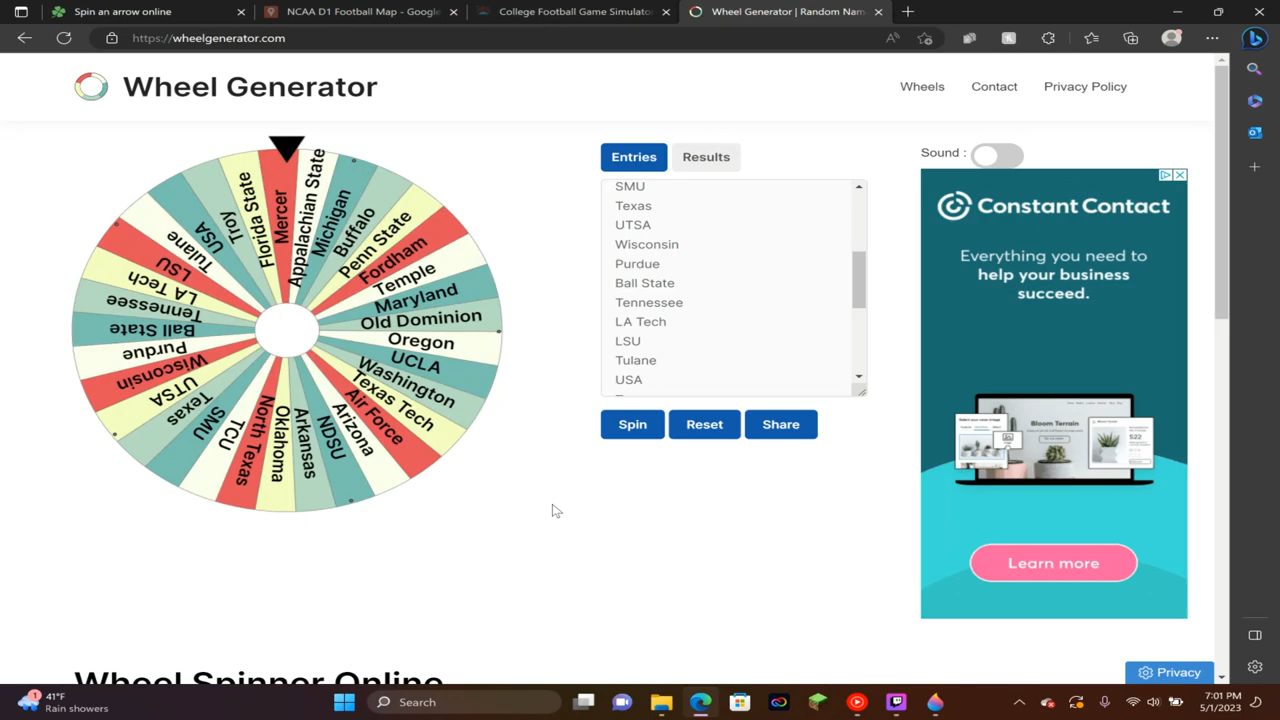 Spin an arrow online
NCAA D1 Football Map - Google
College Football Game Simulator
Wheel Generator | Random Nam
https://wheelgenerator.com
Wheel Generator
Wheels
Contact
Privacy Policy
Mercer
Appalachian State
Michigan
Buffalo
Penn State
Fordham
Temple
Maryland
Old Dominion
Oregon
UCLA
Washington
Texas Tech
Air Force
Arizona
NDSU
Arkansas
Oklahoma
North Texas
TCU
SMU
Texas
UTSA
Wisconsin
Purdue
Ball State
Tennessee
LA Tech
LSU
Tulane
USA
Troy
Florida State
Entries
Results
SMU
Texas
UTSA
Wisconsin
Purdue
Ball State
Tennessee
LA Tech
LSU
Tulane
USA
Spin
Reset
Share
Sound :
Constant Contact
Everything you need to
help your business
succeed.
Bloom Terrain
$22
Learn more
Wheel Spinner Online
Privacy
1
41°F
Rain showers
Search
7:01 PM
5/1/2023